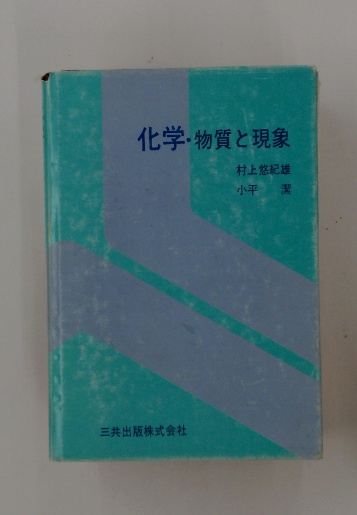 化学・物質と現象
村上悠紀雄
小平　潔
三共出版株式会社